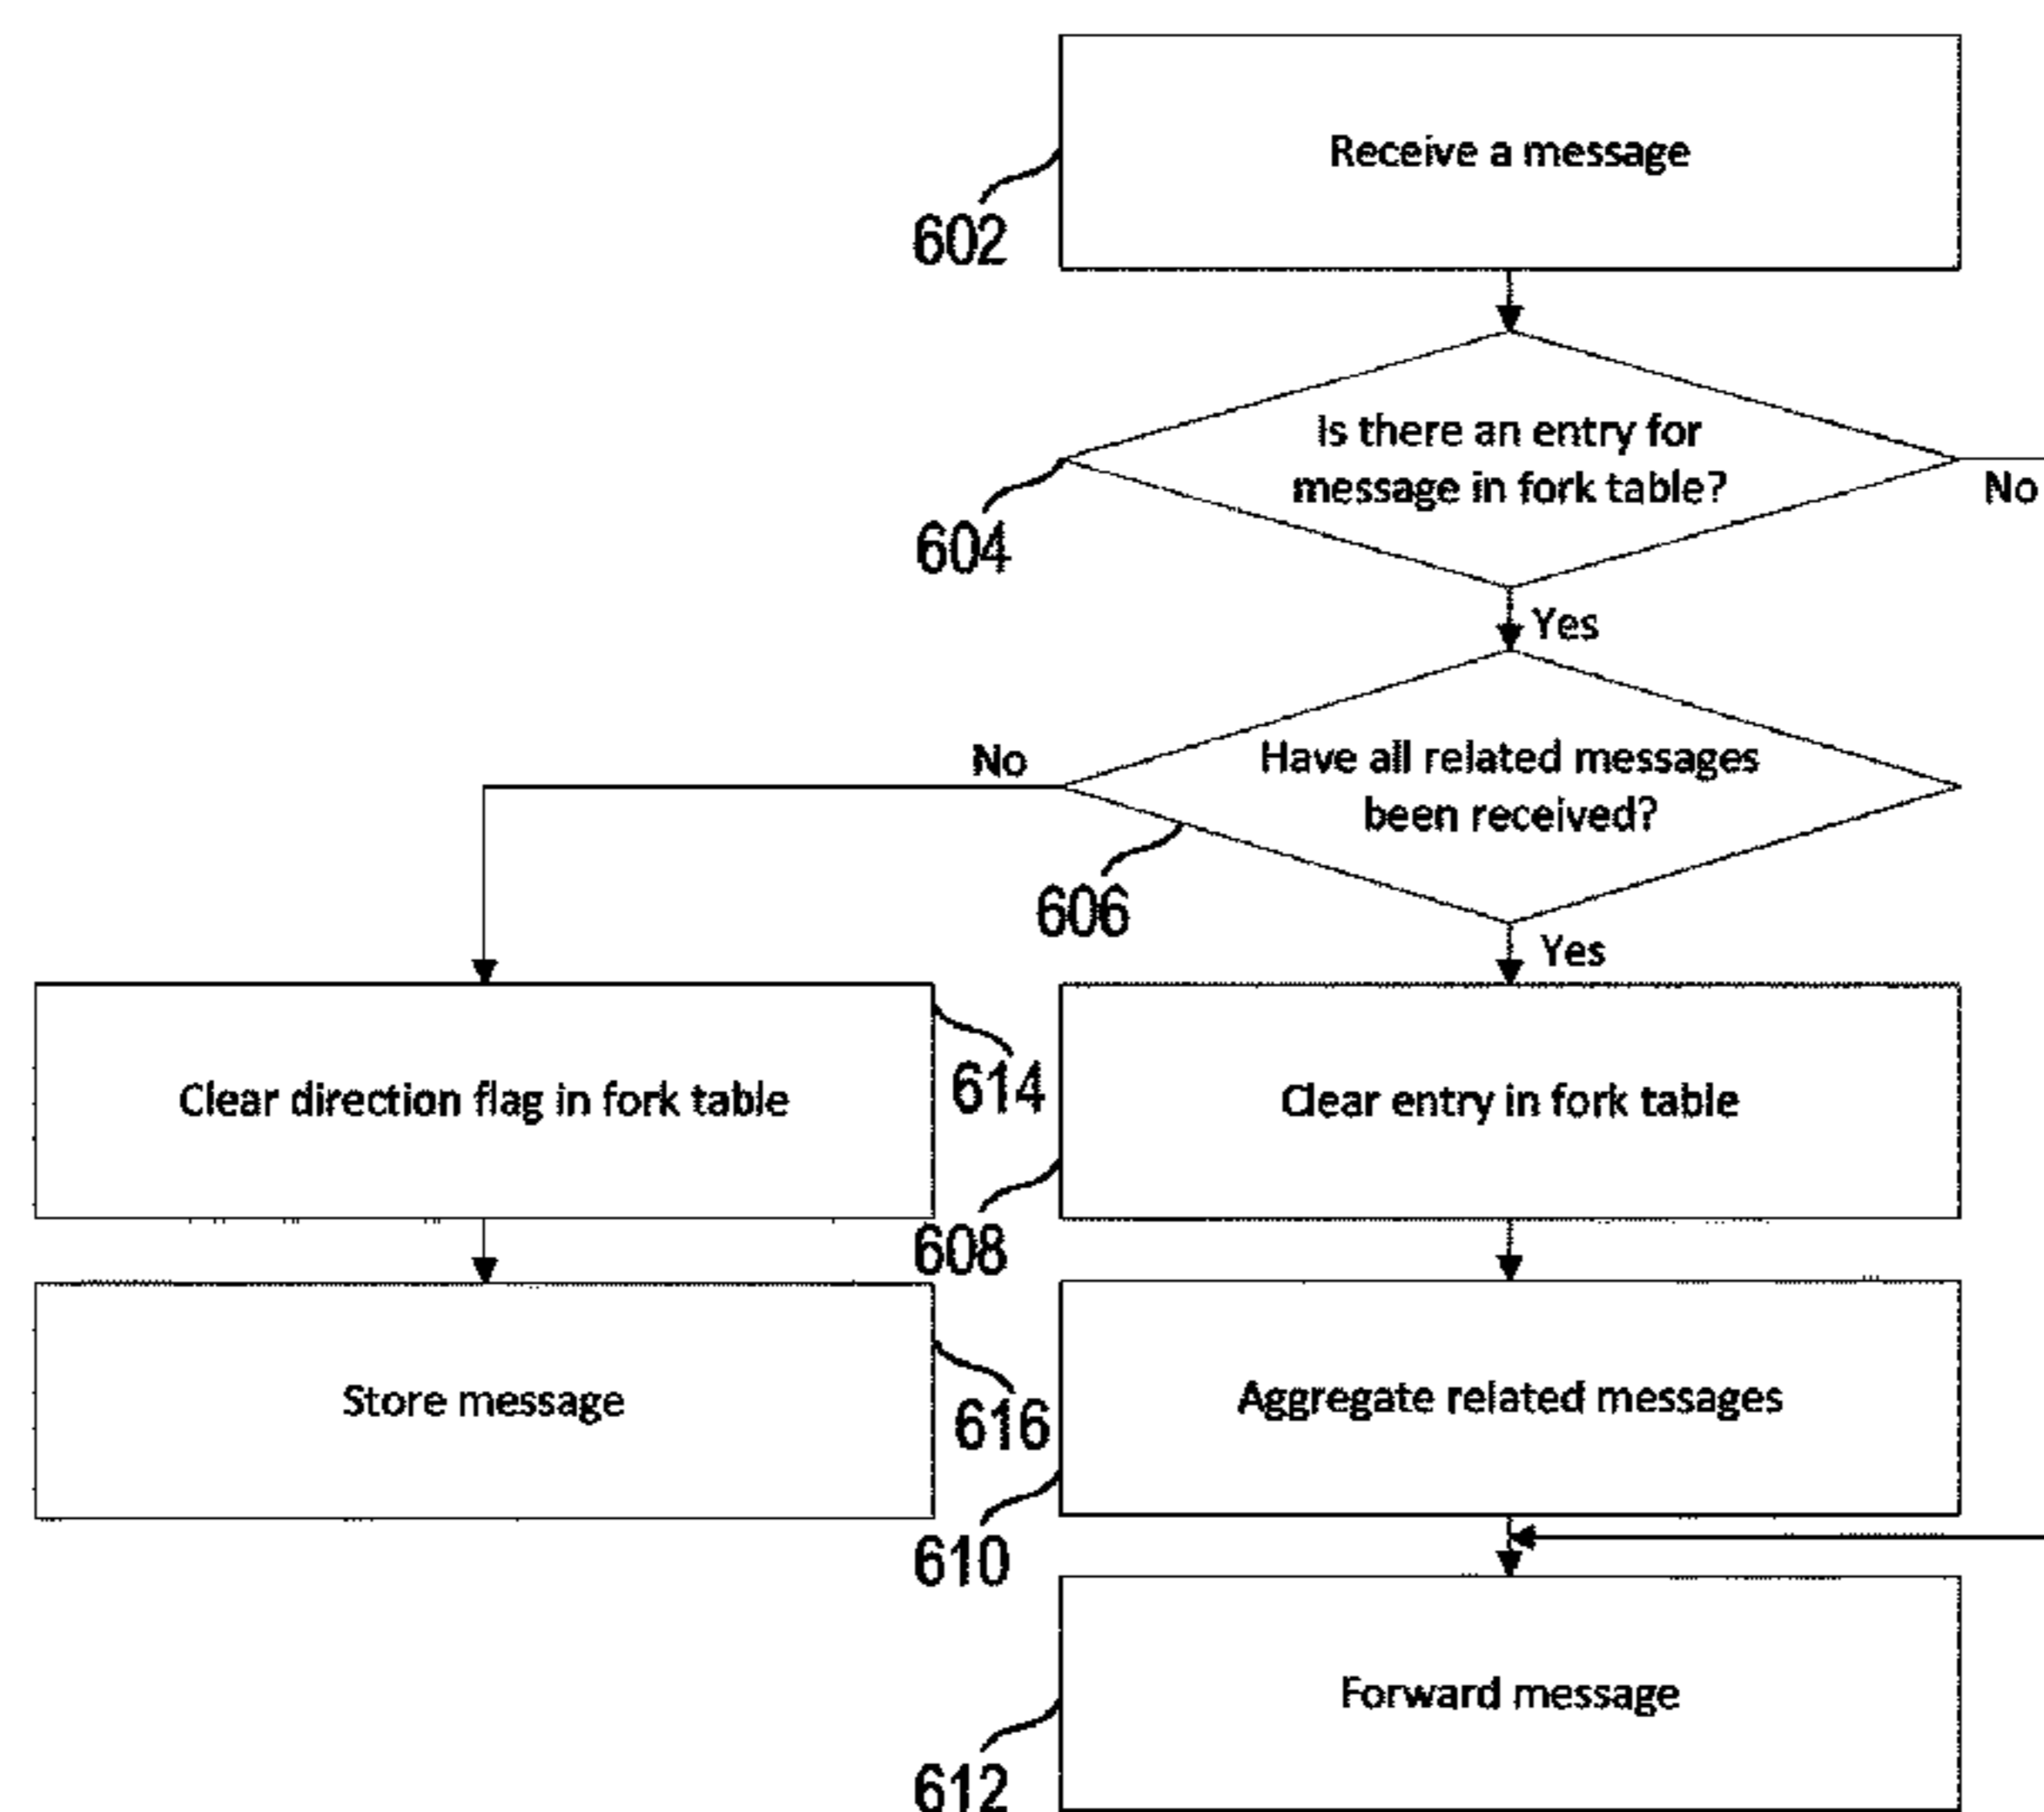 Receive a message
602
Is there an entry for
message in fork table?
No
604
Yes
Have all related messages
been received?
No
606
Yes
Clear direction flag in fork table
614
Clear entry in fork table
608
Store message
616
Aggregate related messages
610
Forward message
612